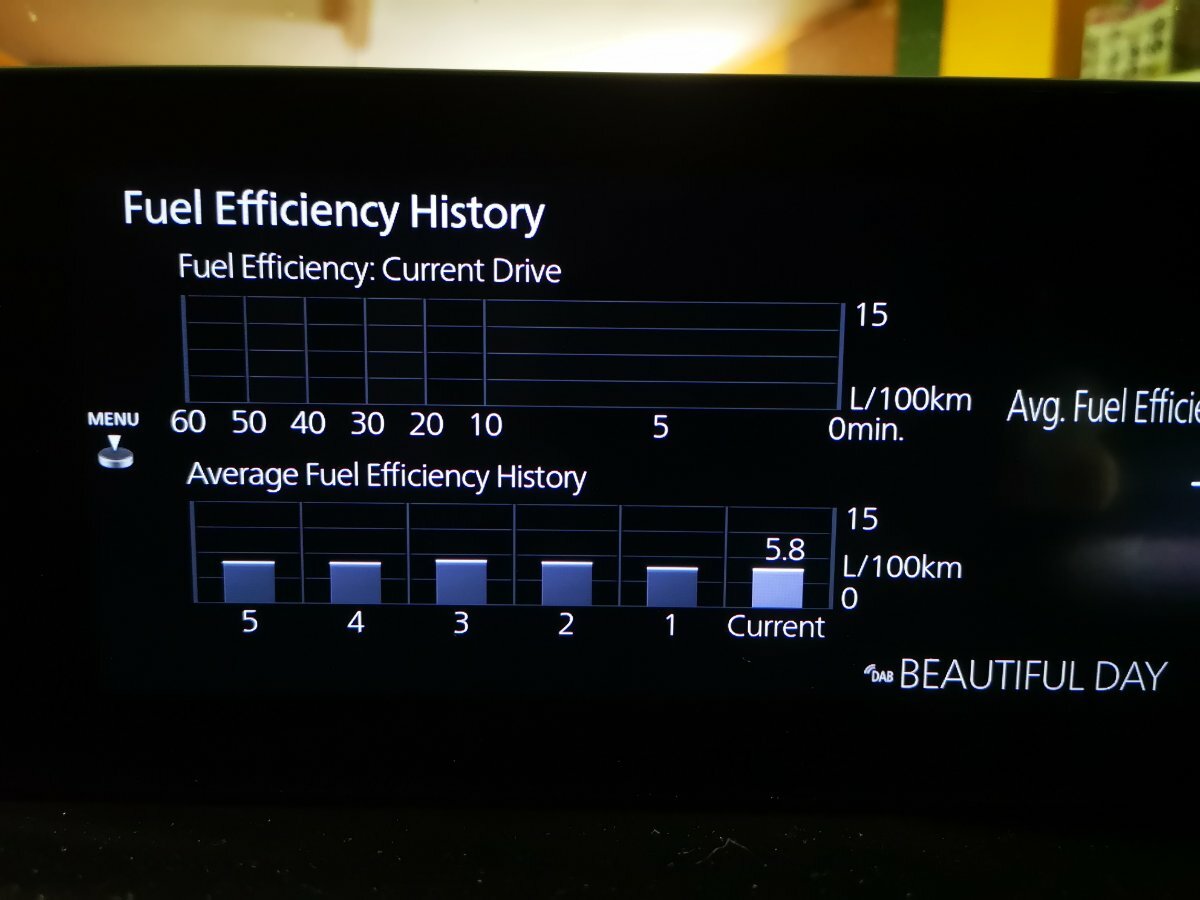 Fuel Efficiency History
Fuel Efficiency: Current Drive
15
L/100km
60 50 40 30 20 10 5 0min.
MENU
Avg. Fuel Efficie
Average Fuel Efficiency History
15
5.8
L/100km
0
5 4 3 2 1 Current
DAB BEAUTIFUL DAY